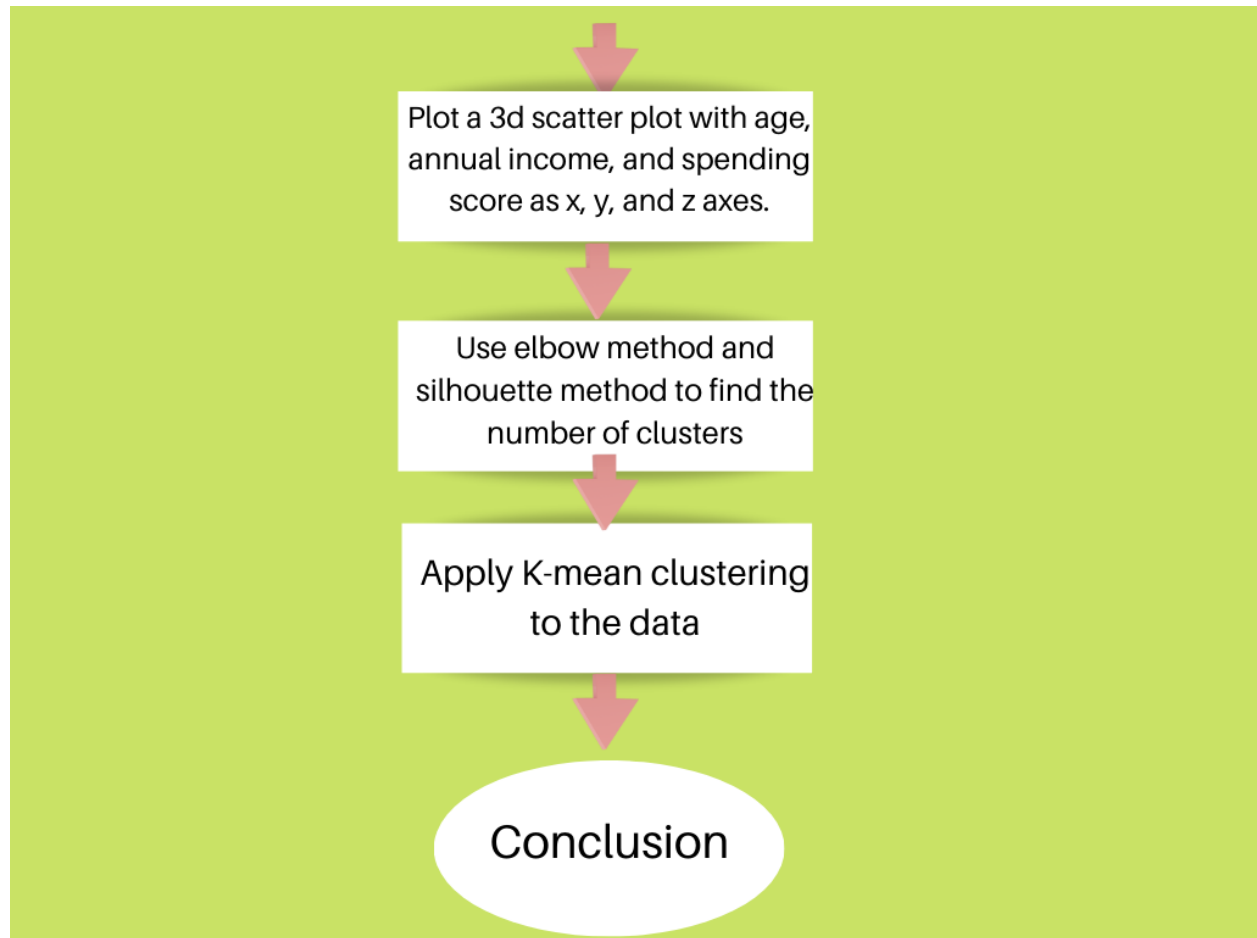 Plot a 3d scatter plot with age,
annual income, and spending
score as x, y, and z axes.
Use elbow method and
silhouette method to find the
number of clusters
Apply K-mean clustering
to the data
Conclusion